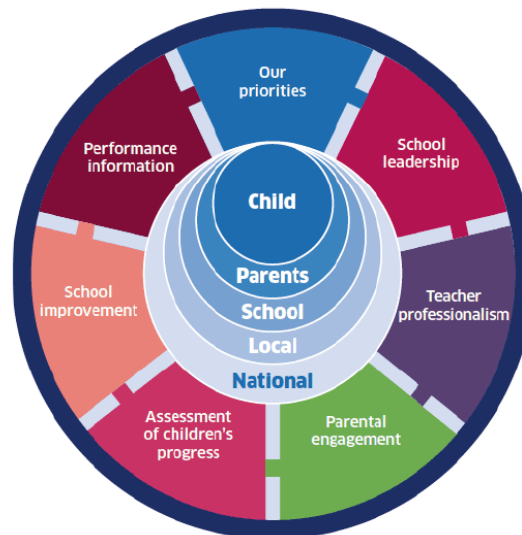 Our
priorities
School
leadership
Teacher
professionalism
Parental
engagement
Assessment
of children's
progress
School
improvement
Performance
information
Child
Parents
School
Local
National